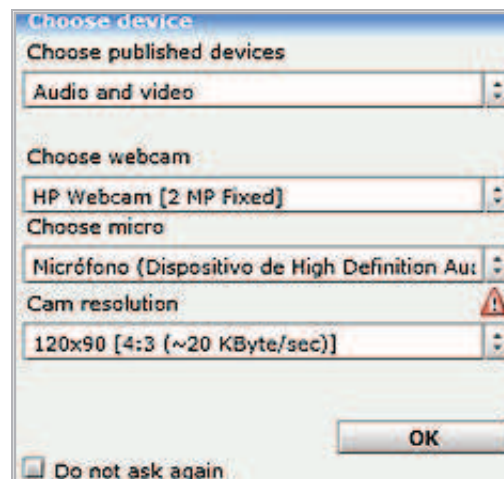 Choose device
Choose published devices
Audio and video
Choose webcam
HP Webcam [2 MP Fixed]
Choose micro
Micrófono (Dispositivo de High Definition Au
Cam resolution
120x90 [4:3 (~20 KByte/sec)]
OK
Do not ask again